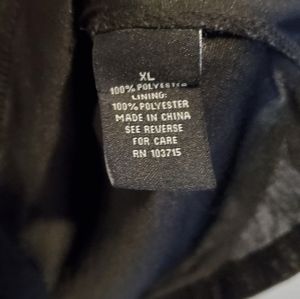 XL
100% POLYESTER
LINING:
100% POLYESTER
MADE IN CHINA
SEE REVERSE
FOR CARE
RN 103715